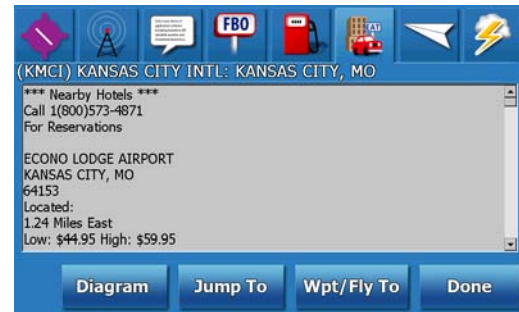 FBO
AT
(KMCI) KANSAS CITY INTL: KANSAS CITY, MO
*** Nearby Hotels ***
Call 1(800)573-4871
For Reservations
ECONO LODGE AIRPORT
KANSAS CITY, MO
64153
Located:
1.24 Miles East
Low: $44.95 High: $59.95
Diagram Jump To Wpt/Fly To Done